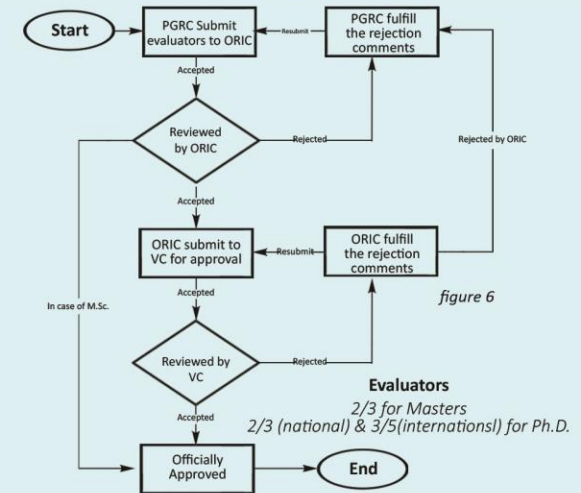 Start
PGRC Submit
evaluators to ORIC
Resubmit
PGRC fulfill
the rejection
comments
Accepted
Reviewed
by ORIC
Rejected
Rejected by ORIC
Accepted
ORIC submit to
VC for approval
Resubmit
ORIC fulfill
the rejection
comments
In case of M.Sc.
Accepted
figure 6
Reviewed by
VC
Rejected
Evaluators
2/3 for Masters
2/3 (national) & 3/5(internationsl) for Ph.D.
Accepted
Officially
Approved
End